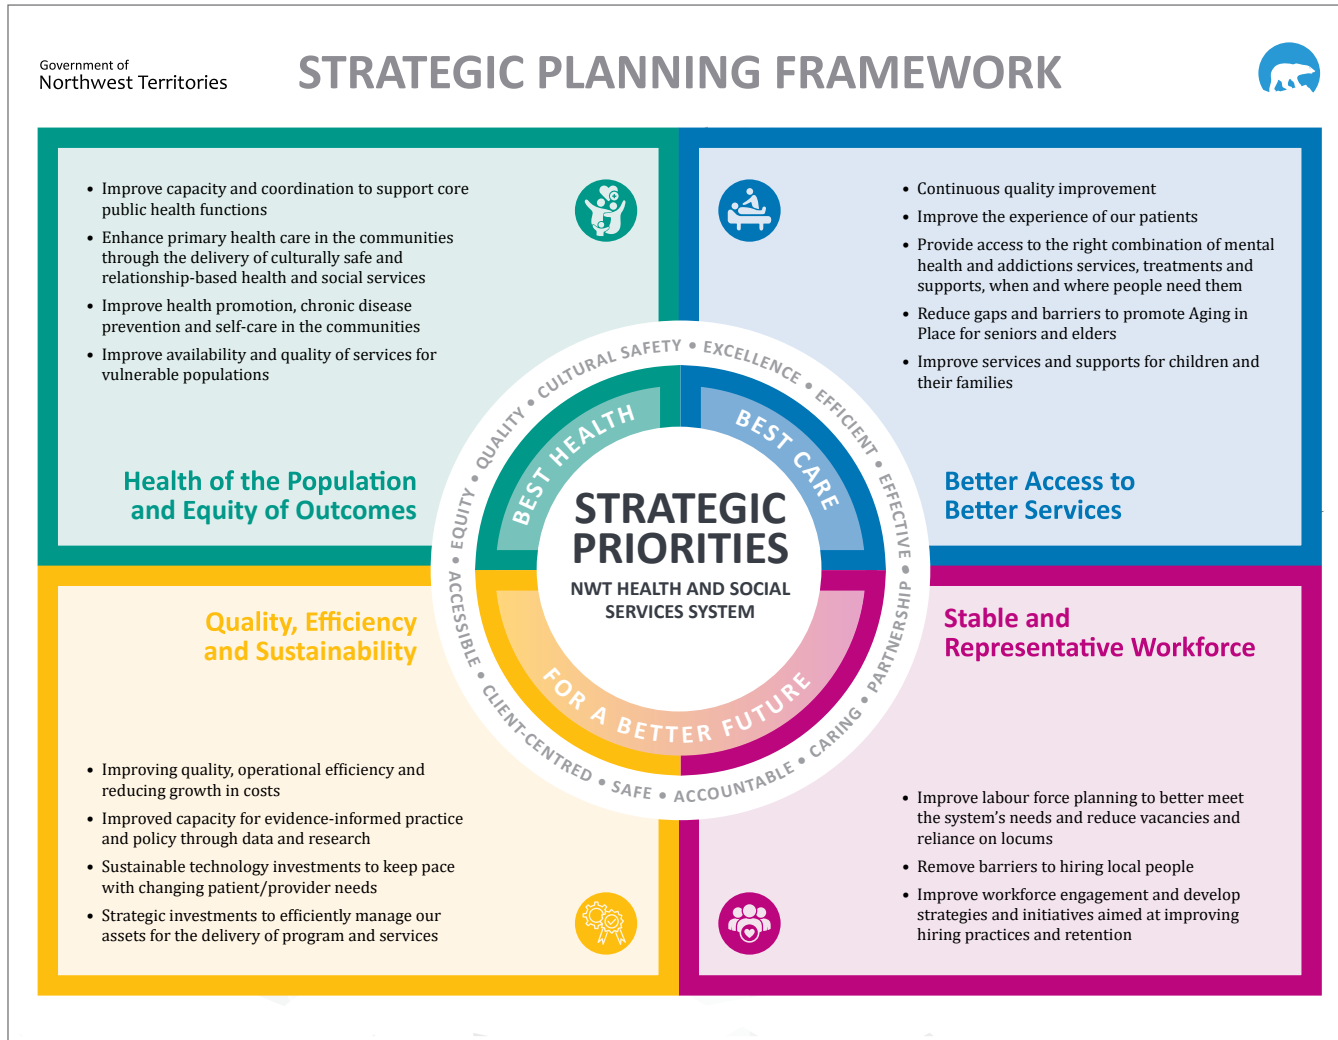 Government of
Northwest Territories
STRATEGIC PLANNING FRAMEWORK
• Improve capacity and coordination to support core
public health functions
• Enhance primary health care in the communities
through the delivery of culturally safe and
relationship-based health and social services
• Improve health promotion, chronic disease
prevention and self-care in the communities
• Improve availability and quality of services for
vulnerable populations
Health of the Population
and Equity of Outcomes
• Continuous quality improvement
• Improve the experience of our patients
• Provide access to the right combination of mental
health and addictions services, treatments and
supports, when and where people need them
• Reduce gaps and barriers to promote Aging in
Place for seniors and elders
• Improve services and supports for children and
their families
Better Access to
Better Services
ACCESSIBLE • EQUITY • QUALITY • CULTURAL SAFETY • EXCELLENCE • EFFICIENT • EFFECTIVE • PARTNERSHIP • CARING • ACCOUNTABLE • SAFE • CLIENT-CENTRED •
BEST HEALTH
BEST CARE
FOR A BETTER FUTURE
STRATEGIC
PRIORITIES
NWT HEALTH AND SOCIAL
SERVICES SYSTEM
Quality, Efficiency
and Sustainability
• Improving quality, operational efficiency and
reducing growth in costs
• Improved capacity for evidence-informed practice
and policy through data and research
• Sustainable technology investments to keep pace
with changing patient/provider needs
• Strategic investments to efficiently manage our
assets for the delivery of program and services
Stable and
Representative Workforce
• Improve labour force planning to better meet
the system's needs and reduce vacancies and
reliance on locums
• Remove barriers to hiring local people
• Improve workforce engagement and develop
strategies and initiatives aimed at improving
hiring practices and retention